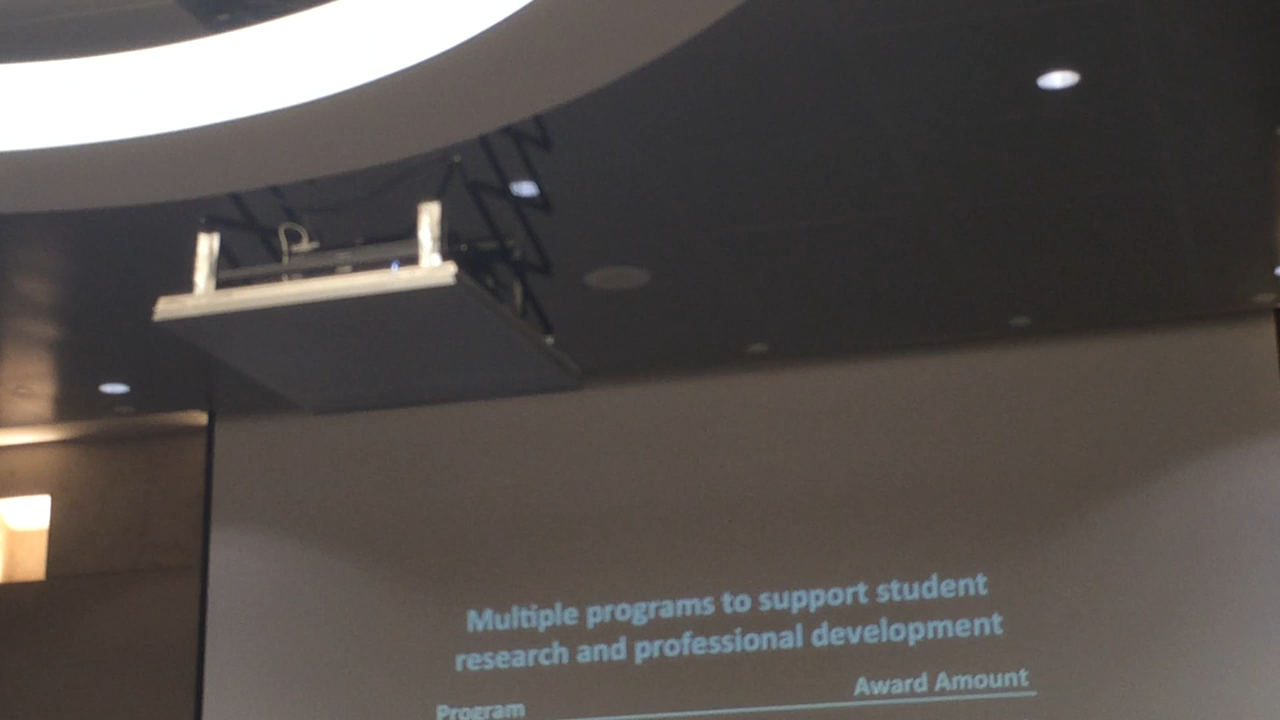 Multiple programs to support student
research and professional development
Program Award Amount